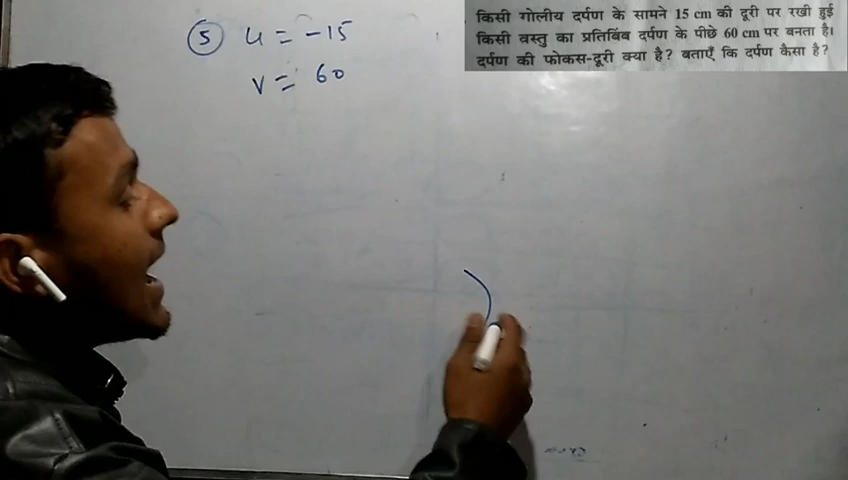 ⑤ u = -15
v = 60
किसी गोलीय दर्पण के सामने 15 cm की दूरी पर रखी हुई
किसी वस्तु का प्रतिबिंब दर्पण के पीछे 60 cm पर बनता है।
दर्पण की फोकस-दूरी क्या है? बताएँ कि दर्पण कैसा है?